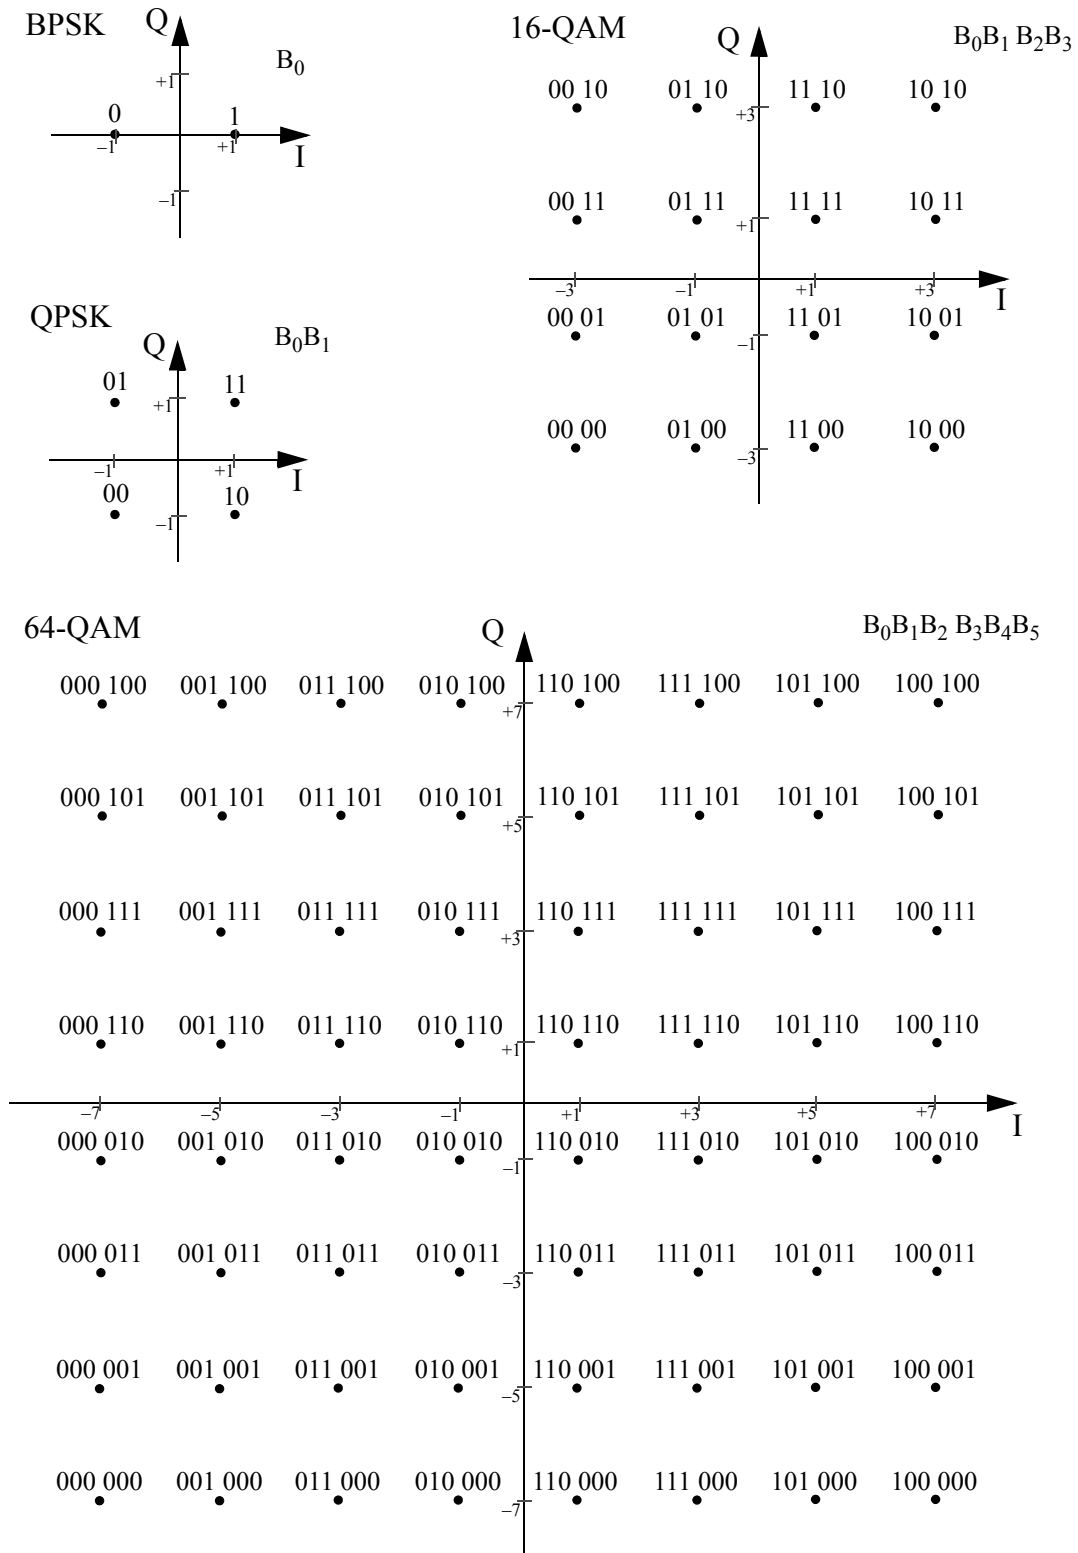 BPSK Q B₀
+1
0 1
–1 +1 I
–1
16-QAM Q B₀B₁ B₂B₃
00 10 01 10 11 10 10 10
+3
00 11 01 11 11 11 10 11
+1
–3 –1 +1 +3 I
00 01 01 01 11 01 10 01
–1
00 00 01 00 11 00 10 00
–3
QPSK Q B₀B₁
01 11
+1
–1 +1 I
00 10
–1
64-QAM Q B₀B₁B₂ B₃B₄B₅
000 100 001 100 011 100 010 100 110 100 111 100 101 100 100 100
+7
000 101 001 101 011 101 010 101 110 101 111 101 101 101 100 101
+5
000 111 001 111 011 111 010 111 110 111 111 111 101 111 100 111
+3
000 110 001 110 011 110 010 110 110 110 111 110 101 110 100 110
+1
–7 –5 –3 –1 +1 +3 +5 +7 I
000 010 001 010 011 010 010 010 110 010 111 010 101 010 100 010
–1
000 011 001 011 011 011 010 011 110 011 111 011 101 011 100 011
–3
000 001 001 001 011 001 010 001 110 001 111 001 101 001 100 001
–5
000 000 001 000 011 000 010 000 110 000 111 000 101 000 100 000
–7